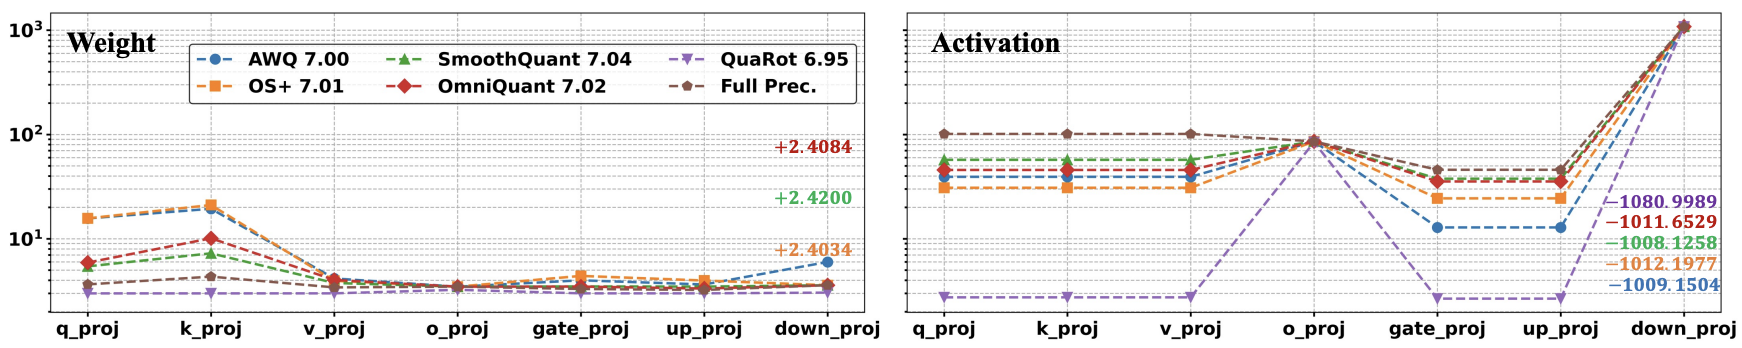 Weight
AWQ 7.00
OS+ 7.01
SmoothQuant 7.04
OmniQuant 7.02
QuaRot 6.95
Full Prec.
10³
10²
10¹
+2.4084
+2.4200
+2.4034
q_proj k_proj v_proj o_proj gate_proj up_proj down_proj
Activation
−1080.9989
−1011.6529
−1008.1258
−1012.1977
−1009.1504
q_proj k_proj v_proj o_proj gate_proj up_proj down_proj